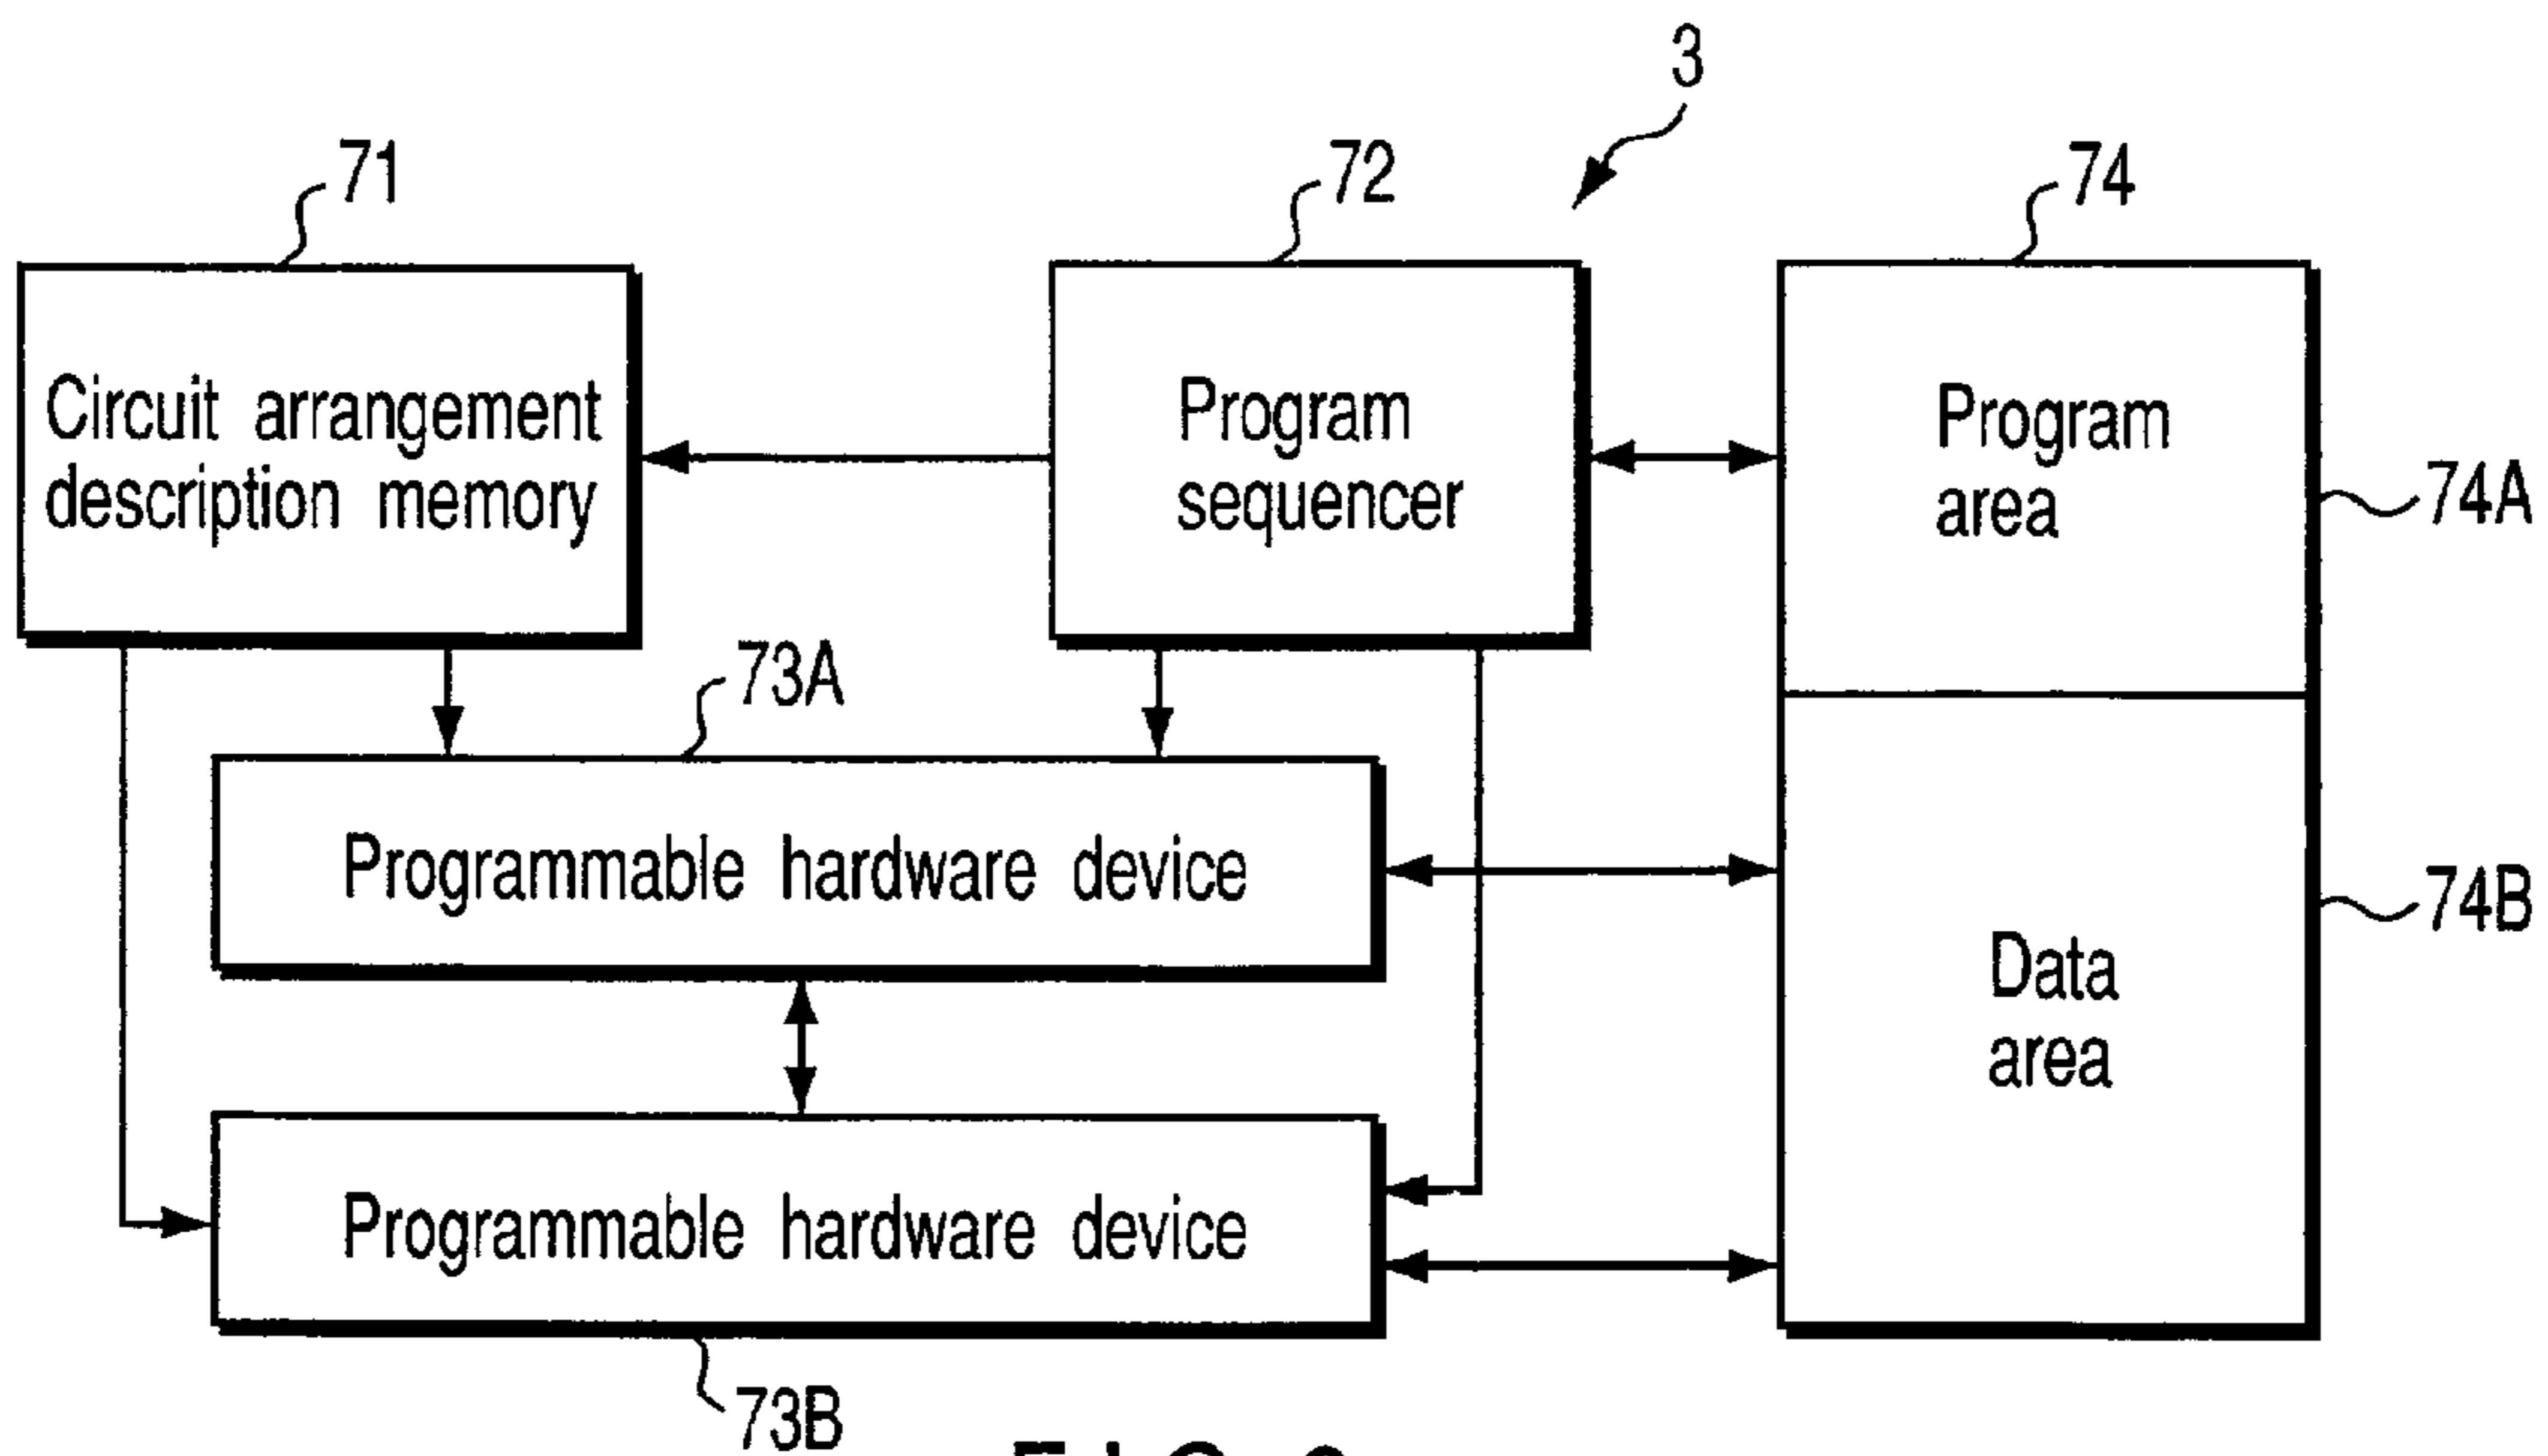 3
71
72
74
Circuit arrangement
description memory
Program
sequencer
Program
area
74A
73A
Programmable hardware device
74B
Data
area
Programmable hardware device
73B